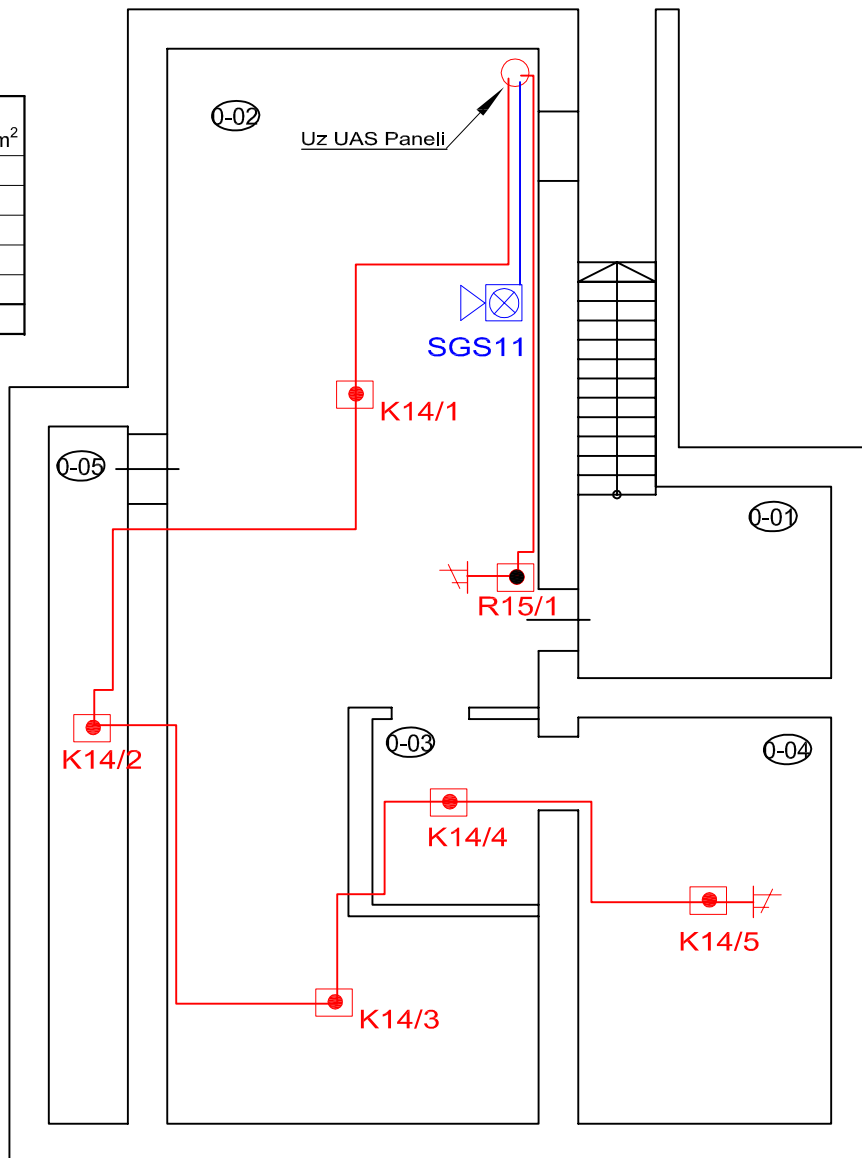 m²
0-02
Uz UAS Paneli
SGS11
K14/1
0-05
0-01
R15/1
0-03
0-04
K14/2
K14/4
K14/5
K14/3